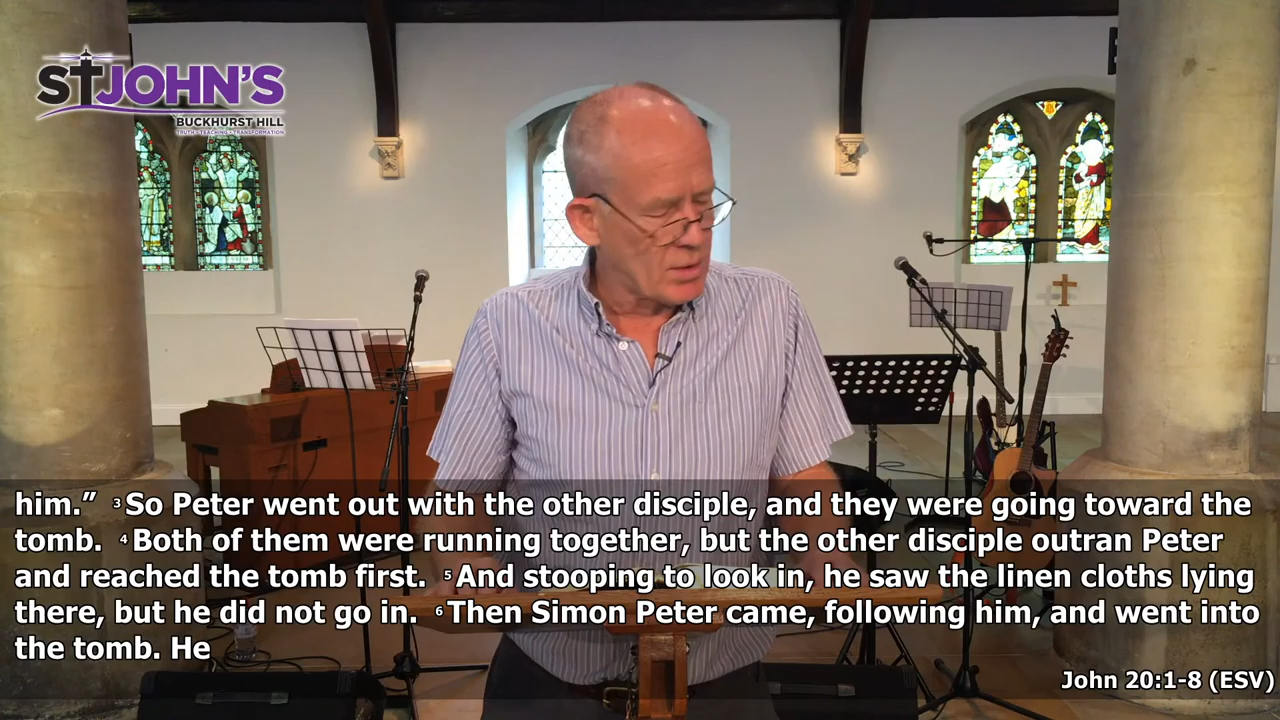 ST JOHN'S
BUCKHURST HILL
TRUTH • TEACHING • TRANSFORMATION
him.” ³So Peter went out with the other disciple, and they were going toward the
tomb. ⁴Both of them were running together, but the other disciple outran Peter
and reached the tomb first. ⁵And stooping to look in, he saw the linen cloths lying
there, but he did not go in. ⁶Then Simon Peter came, following him, and went into
the tomb. He
John 20:1-8 (ESV)